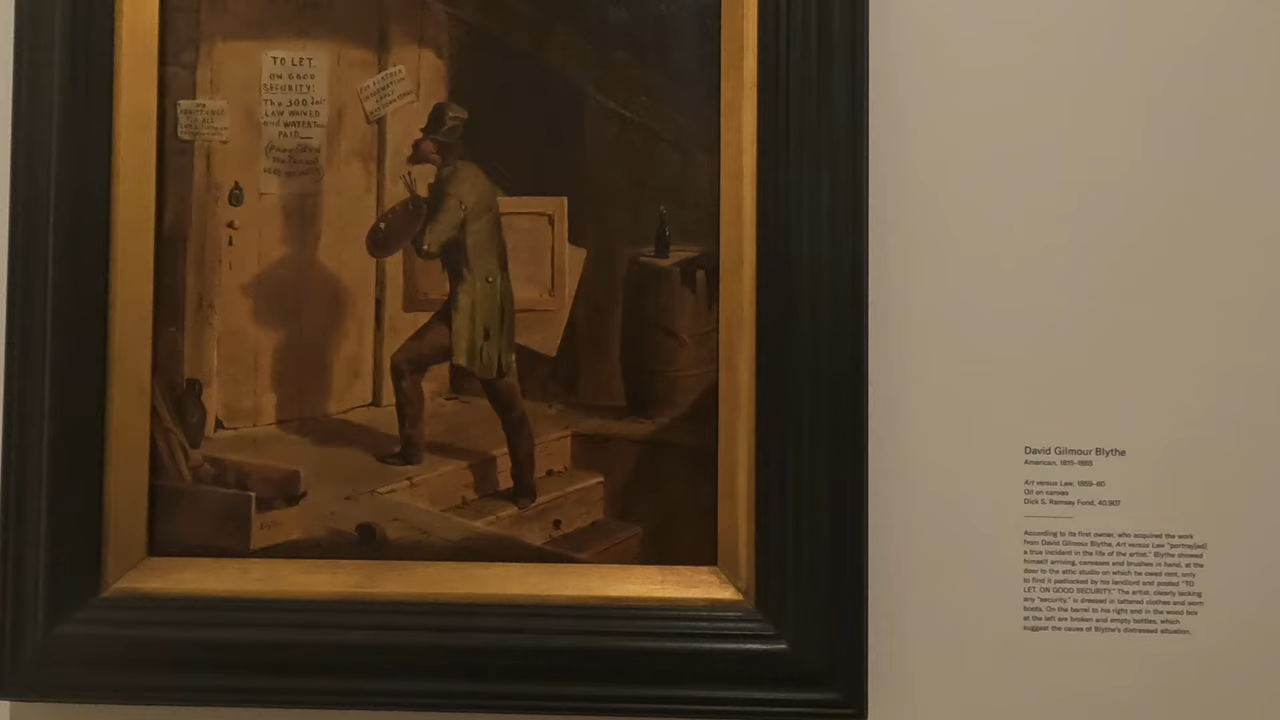 TO LET.
ON GOOD
SECURITY:
The 300
LAW WAIVED
and WATER
PAID
FOR FURTHER
INFORMATION
APPLY
David Gilmour Blythe
American, 1815–1865
Art versus Law, 1859–60
Oil on canvas
Dick S. Ramsay Fund, 40.907
According to its first owner, who acquired the work
from David Gilmour Blythe, Art versus Law "portray[ed]
a true incident in the life of the artist." Blythe showed
himself arriving, canvases and brushes in hand, at the
door to the attic studio on which he owed rent, only
to find it padlocked by his landlord and posted "TO
LET. ON GOOD SECURITY." The artist, clearly lacking
any "security," is dressed in tattered clothes and worn
boots. On the barrel to his right and in the wood box
at the left are broken and empty bottles, which
suggest the cause of Blythe's distressed situation.